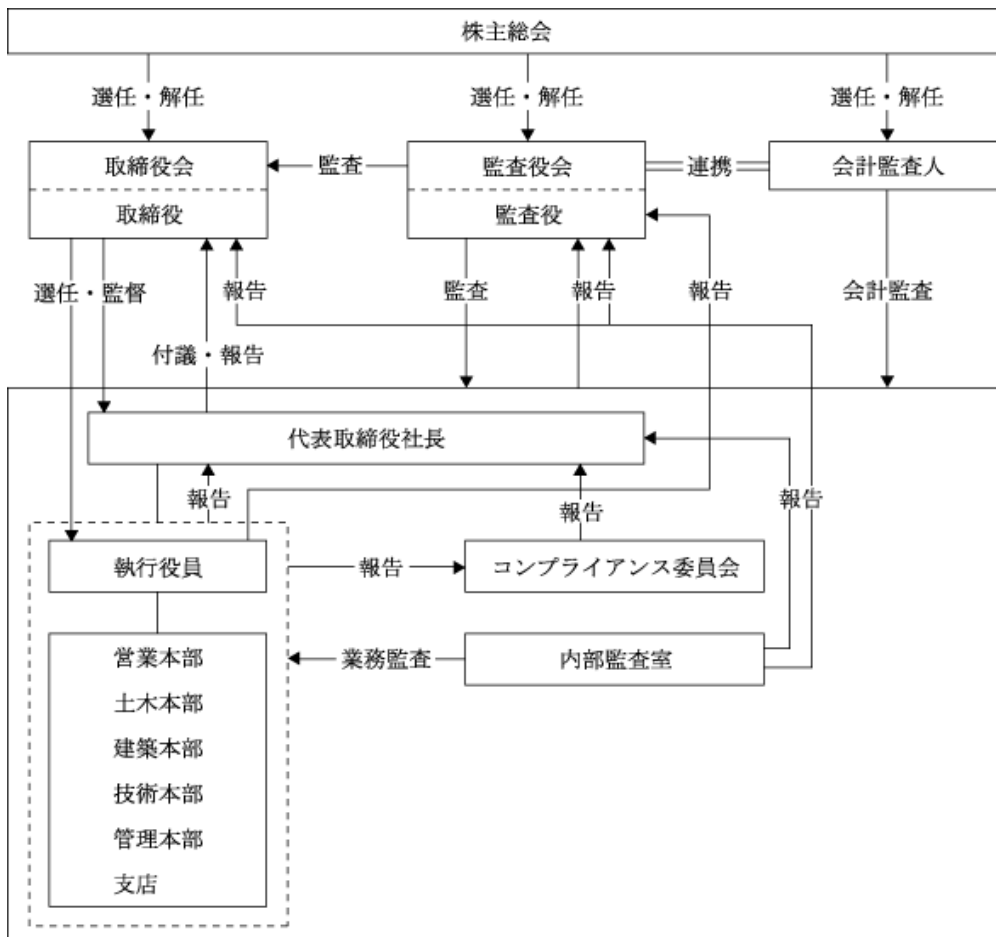 株主総会
選任・解任
選任・解任
選任・解任
取締役会
監査
監査役会
連携
会計監査人
取締役
監査役
選任・監督
報告
監査
報告
報告
会計監査
付議・報告
代表取締役社長
報告
報告
報告
執行役員
報告
コンプライアンス委員会
営業本部
業務監査
内部監査室
土木本部
建築本部
技術本部
管理本部
支店